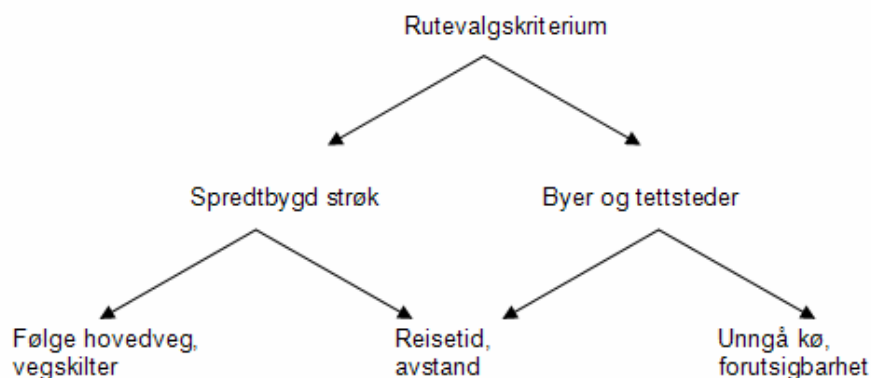 Rutevalgskriterium
Spredtbygd strøk
Byer og tettsteder
Følge hovedveg,
vegskilter
Reisetid,
avstand
Unngå kø,
forutsigbarhet